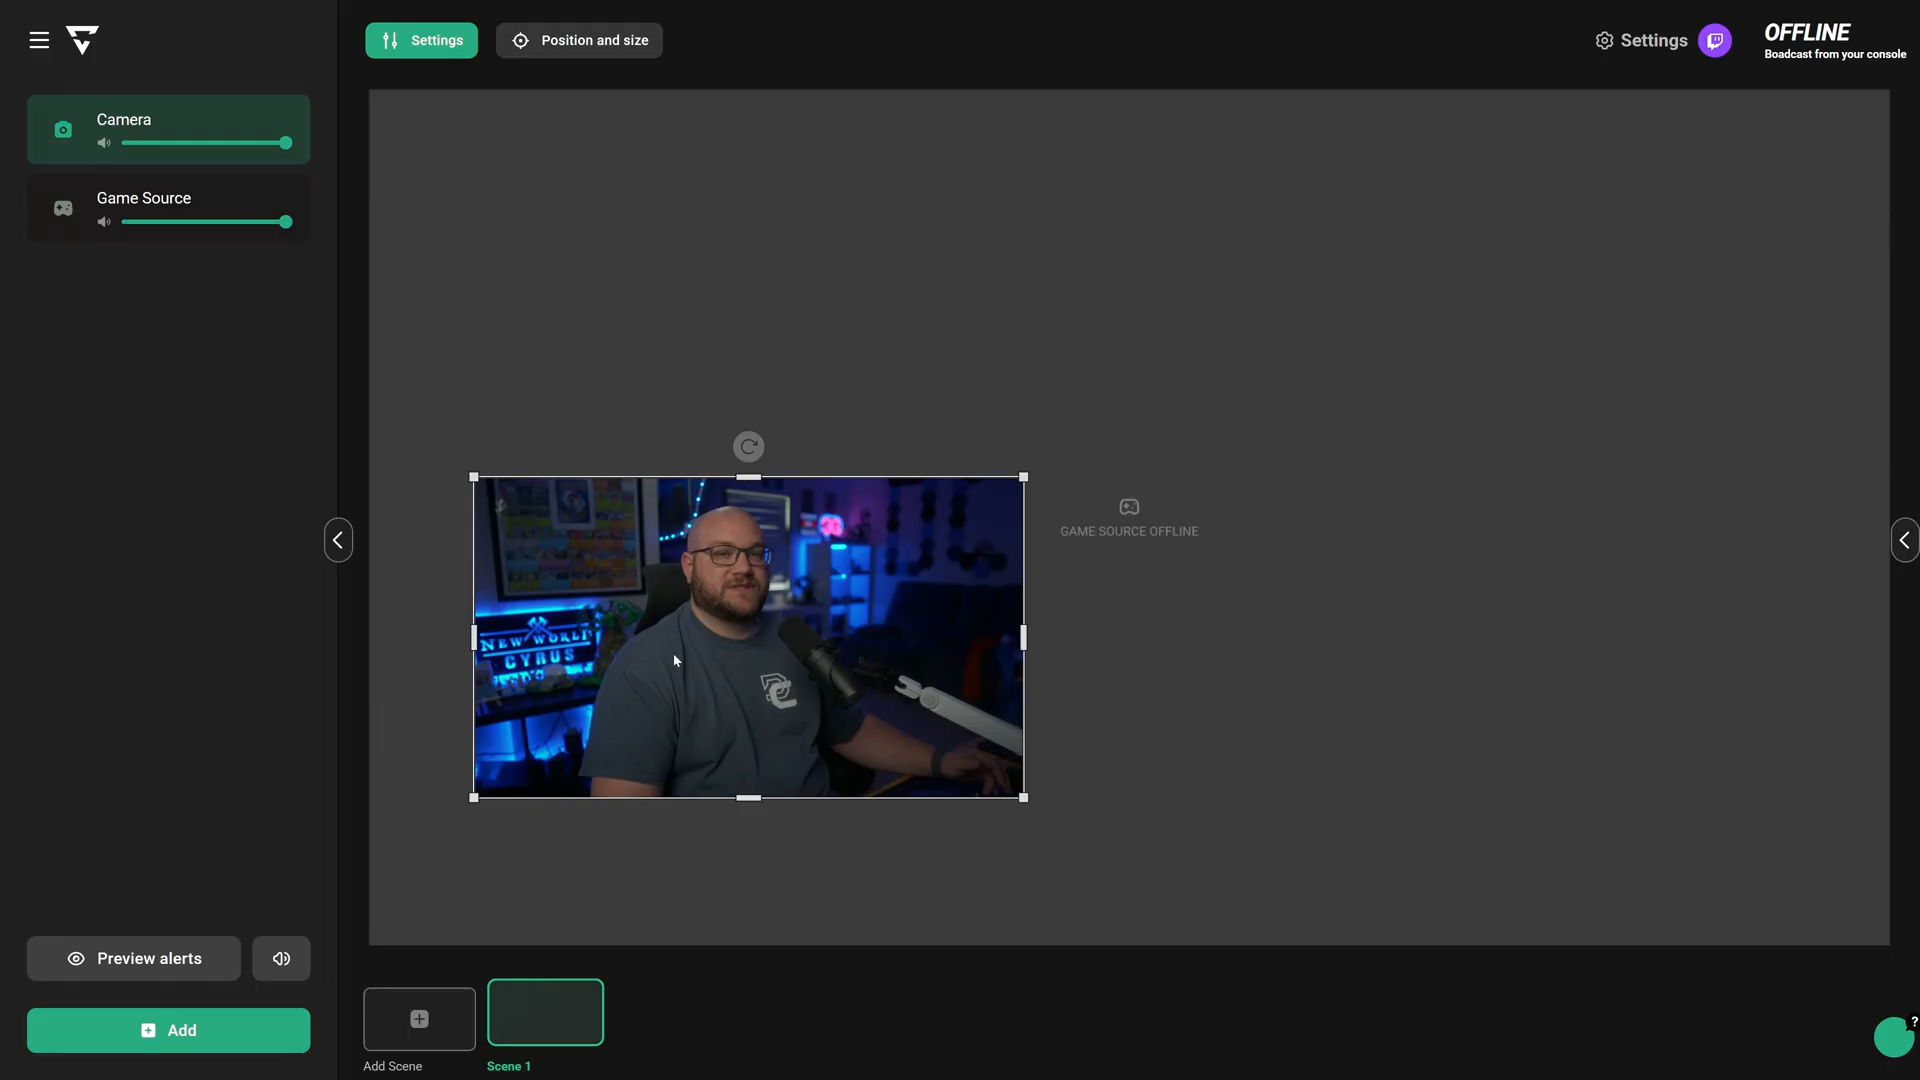 Settings
Position and size
Settings
OFFLINE
Boadcast from your console
Camera
Game Source
GAME SOURCE OFFLINE
NEW WORLD
CYRUS
Preview alerts
Add
Add Scene
Scene 1
?